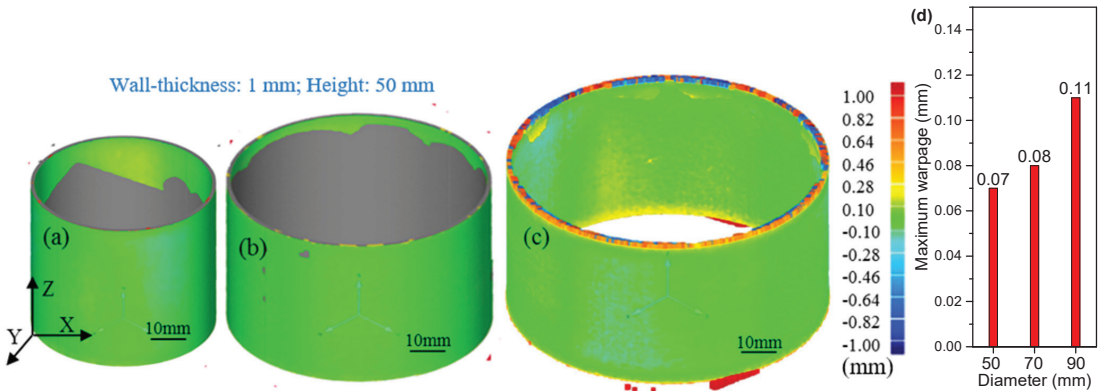 Wall-thickness: 1 mm; Height: 50 mm
(a)
Z
X
Y
10mm
(b)
10mm
(c)
10mm
1.00
0.82
0.64
0.46
0.28
0.10
-0.10
-0.28
-0.46
-0.64
-0.82
-1.00
(mm)
(d)
Maximum warpage (mm)
0.14
0.12
0.10
0.08
0.06
0.04
0.02
0.00
0.07
0.08
0.11
50 70 90
Diameter (mm)